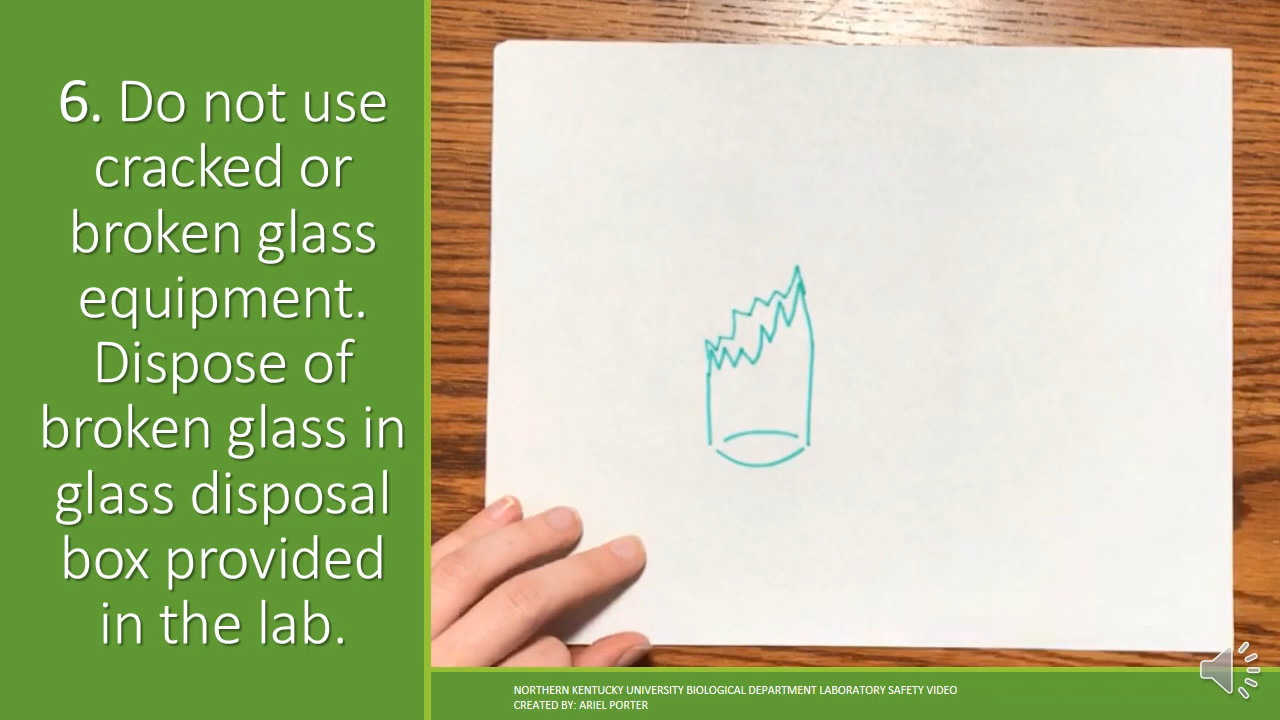 6. Do not use
cracked or
broken glass
equipment.
Dispose of
broken glass in
glass disposal
box provided
in the lab.
NORTHERN KENTUCKY UNIVERSITY BIOLOGICAL DEPARTMENT LABORATORY SAFETY VIDEO
CREATED BY: ARIEL PORTER